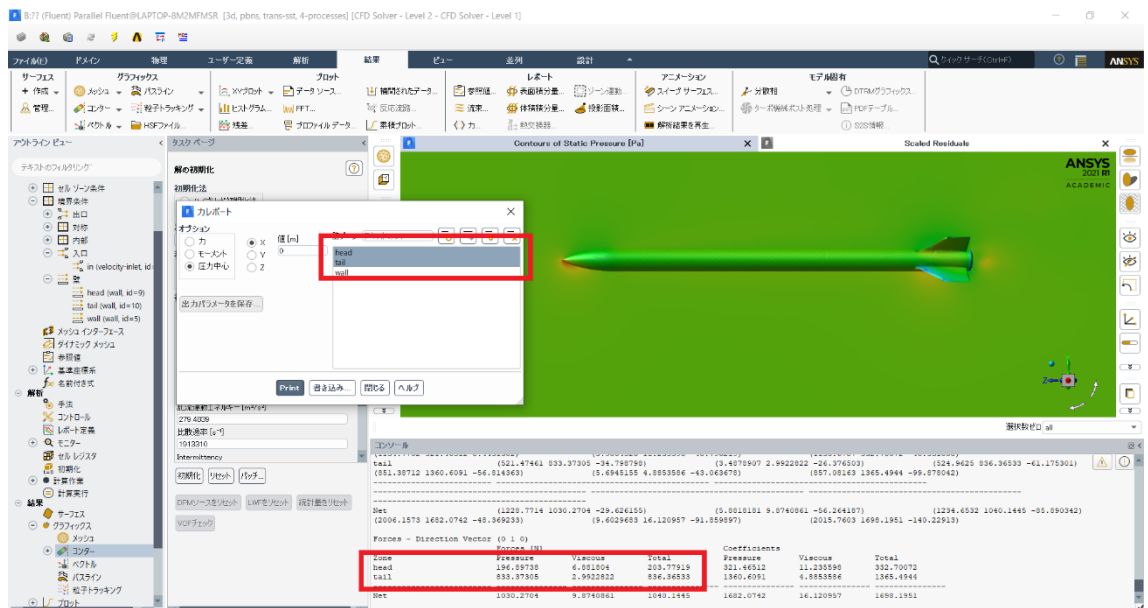 B:?? (Fluent) Parallel Fluent@LAPTOP-8M2MFMSR [3d, pbns, trans-sst, 4-processes] [CFD Solver - Level 2 - CFD Solver - Level 1]
ファイル(F) ドメイン 物理 ユーザー定義 解析 結果 ビュー 並列 設計 クイックサーチ(Ctrl+F) ANSYS
サーフェス グラフィックス プロット レポート アニメーション モデル固有
作成 メッシュ パスライン XYプロット データソース... 補間されたデータ... 参照値... 表面積分量... ゾーン運動... スイープ サーフェス... 分散相 DTRMグラフィックス...
管理... コンター 粒子トラッキング ヒストグラム... FFT... 反応流路... 流束... 体積積分量... 投影面積... シーン アニメーション... ターボ機械ポスト処理 PDFテーブル...
ベクトル HSFファイル... 残差... プロファイル データ... 累積プロット... 力... 熱交換器... 解析結果を再生... S2S情報...
アウトライン ビュー
テキストのフィルタリング
セル ゾーン条件
境界条件
出口
対称
内部
入口
in (velocity-inlet, id
壁
head (wall, id=9)
tail (wall, id=10)
wall (wall, id=5)
メッシュ インターフェース
ダイナミック メッシュ
参照値
基準座標系
名前付き式
解析
手法
コントロール
レポート定義
モニター
セル レジスタ
初期化
計算作業
計算実行
結果
サーフェス
グラフィックス
メッシュ
コンター
ベクトル
パスライン
粒子トラッキング
プロット
タスク ページ
解の初期化
初期化法
力レポート
オプション
力
モーメント
圧力中心
X
Y
Z
値 [m]
0
head
tail
wall
出力パラメータを保存...
Print 書き込み... 閉じる ヘルプ
279.4839
比散逸率 [s⁻¹]
1913310
Intermittency
初期化 リセット パッチ...
DPMソースをリセット LWFをリセット 統計量をリセット
VOFチェック
Contours of Static Pressure [Pa]
Scaled Residuals
ANSYS
2021 R1
ACADEMIC
選択数ゼロ all
コンソール
tail (521.47461 833.37305 -34.798798) (3.4878907 2.9922822 -26.376503) (524.9625 836.36533 -61.175301)
(851.38712 1360.6091 -56.814363) (5.6945155 4.8853586 -43.063678) (857.08163 1365.4944 -99.878042)
Net (1228.7714 1030.2704 -29.626155) (5.8818181 9.8740861 -56.264187) (1234.6532 1040.1445 -85.890342)
(2006.1573 1682.0742 -48.369233) (9.6029683 16.120957 -91.859897) (2015.7603 1698.1951 -140.22913)
Forces - Direction Vector (0 1 0)
Forces [N] Coefficients
Zone Pressure Viscous Total Pressure Viscous Total
head 196.89738 6.881804 203.77919 321.46512 11.235598 332.70072
tail 833.37305 2.9922822 836.36533 1360.6091 4.8853586 1365.4944
Net 1030.2704 9.8740861 1040.1445 1682.0742 16.120957 1698.1951